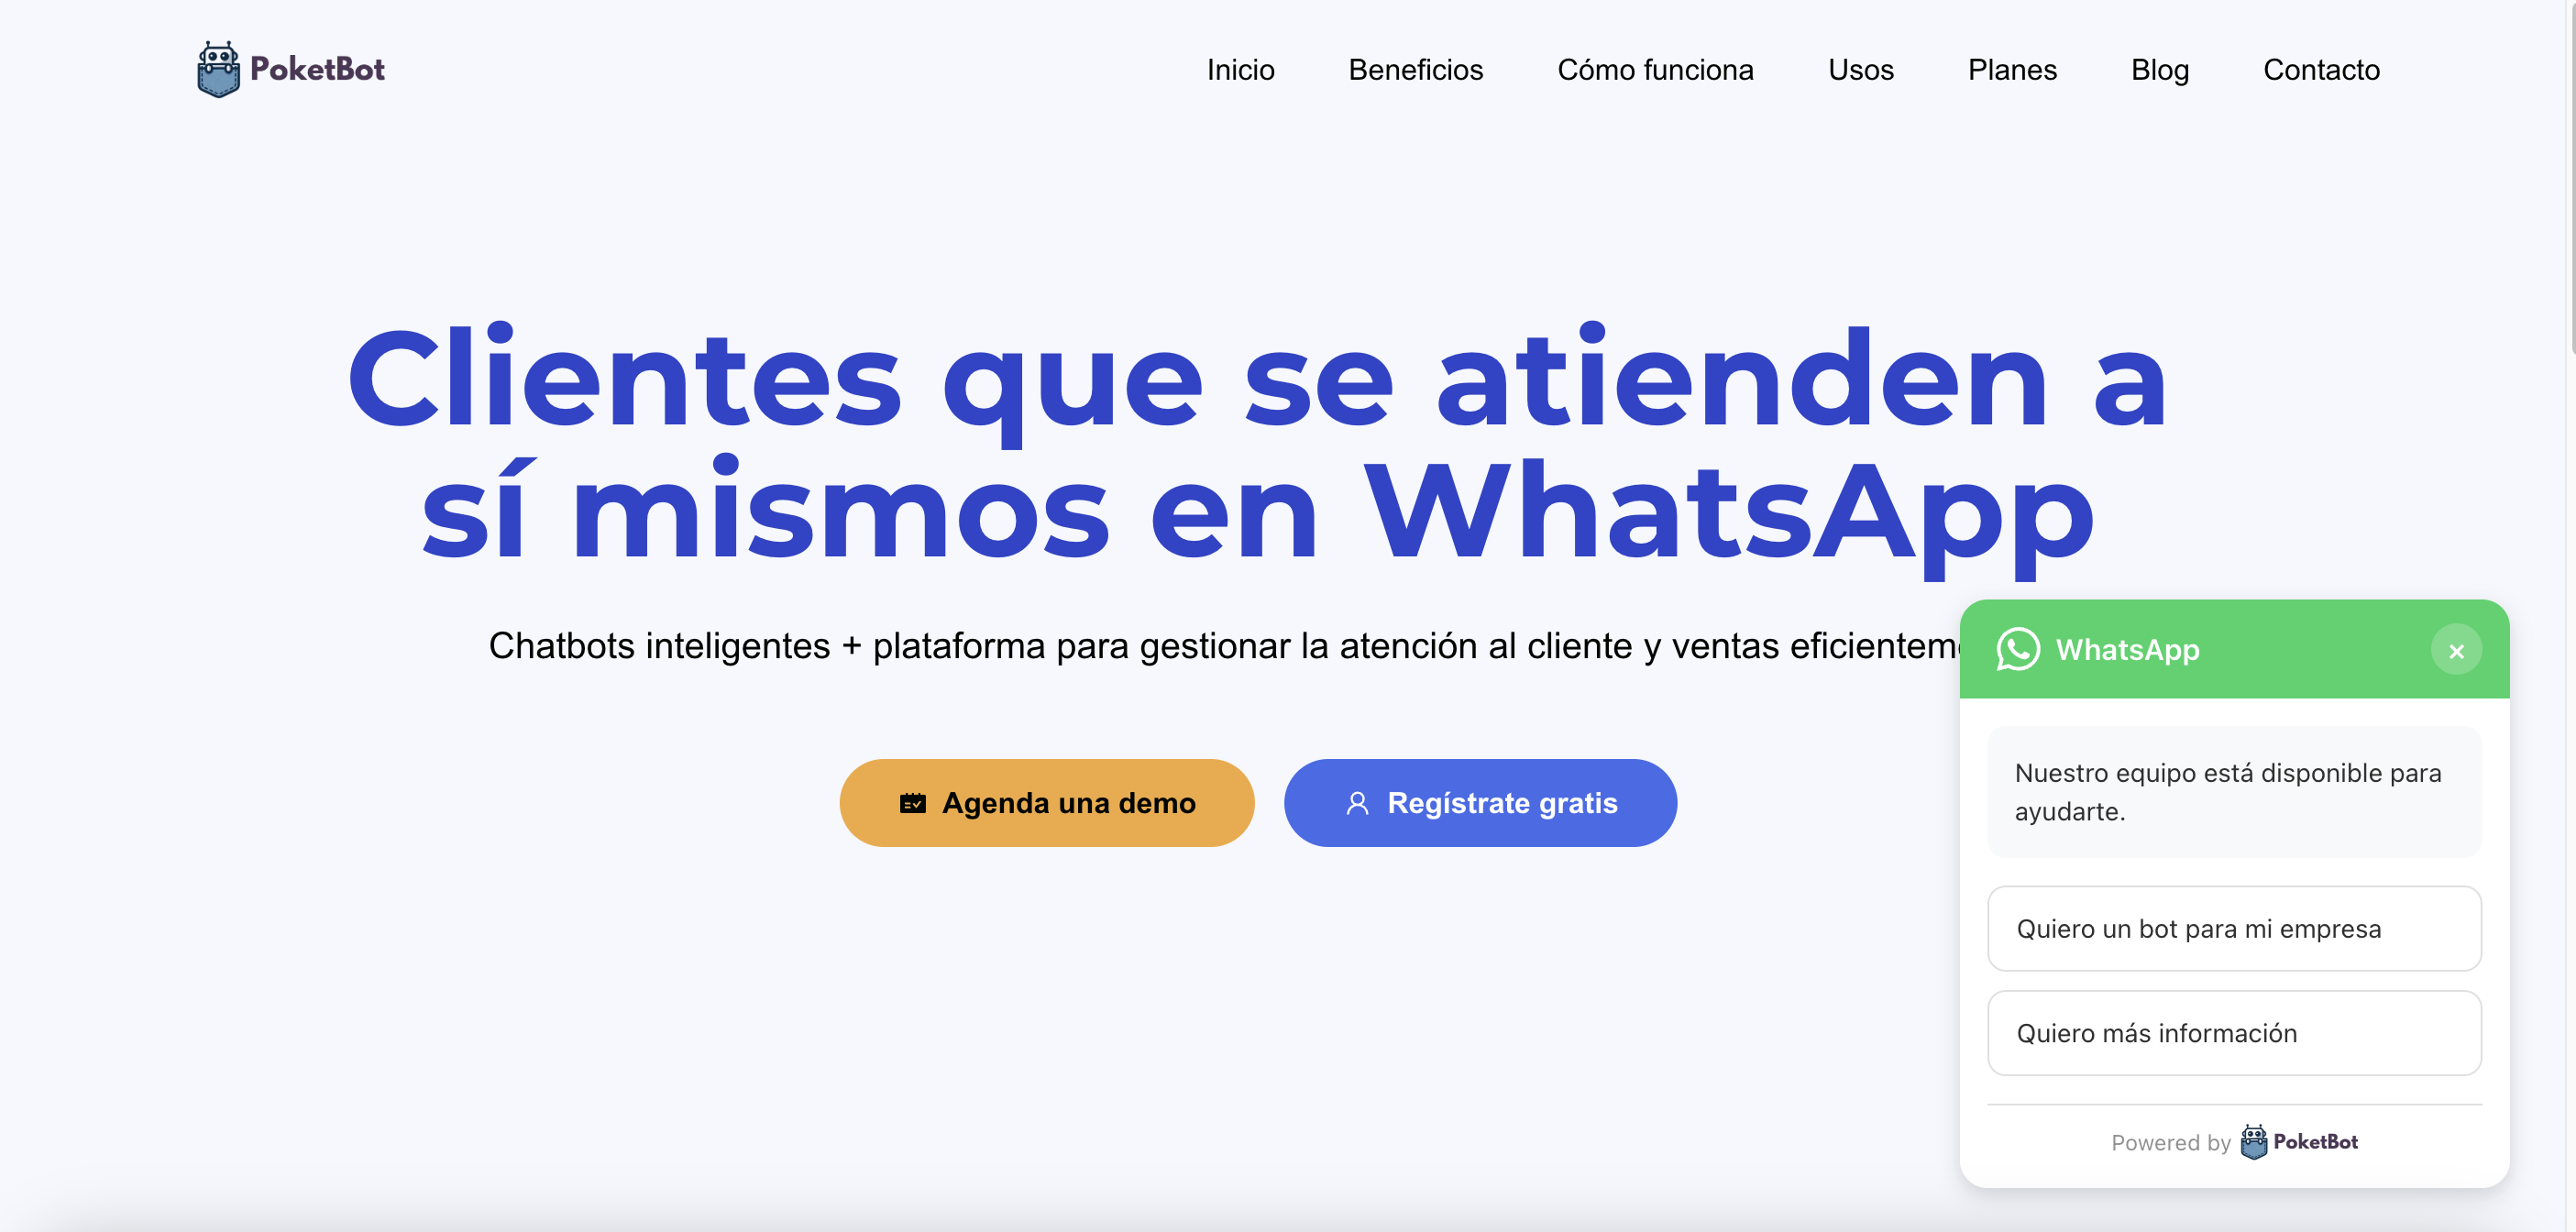 PoketBot
Inicio
Beneficios
Cómo funciona
Usos
Planes
Blog
Contacto
Clientes que se atienden a
sí mismos en WhatsApp
Chatbots inteligentes + plataforma para gestionar la atención al cliente y ventas
Agenda una demo
Regístrate gratis
WhatsApp
Nuestro equipo está disponible para
ayudarte.
Quiero un bot para mi empresa
Quiero más información
Powered by PoketBot